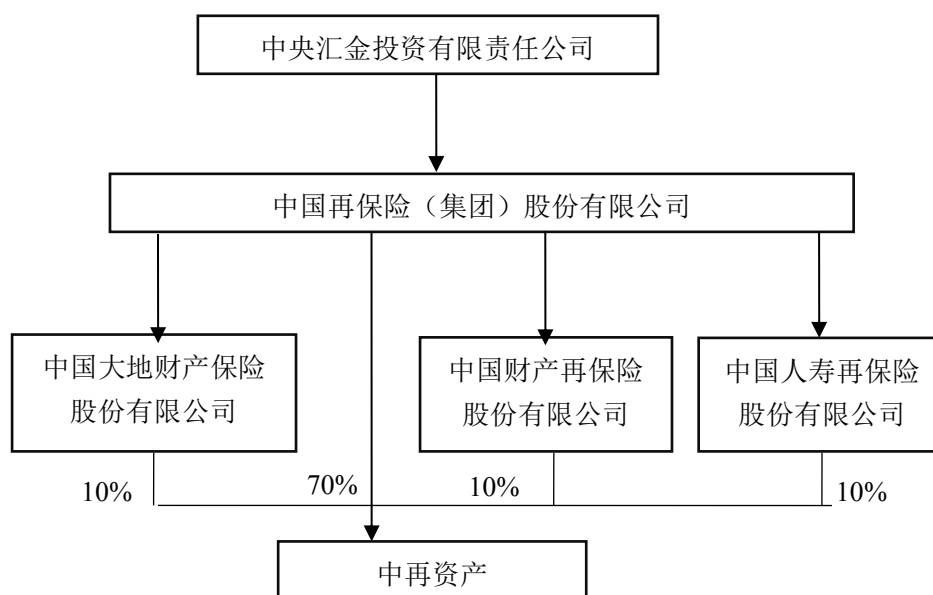 中央汇金投资有限责任公司
中国再保险（集团）股份有限公司
中国大地财产保险
股份有限公司
中国财产再保险
股份有限公司
中国人寿再保险
股份有限公司
10%
70%
10%
10%
中再资产